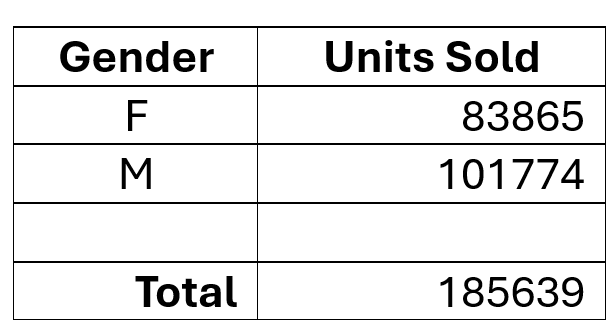 Gender Units Sold
F 83865
M 101774
Total 185639